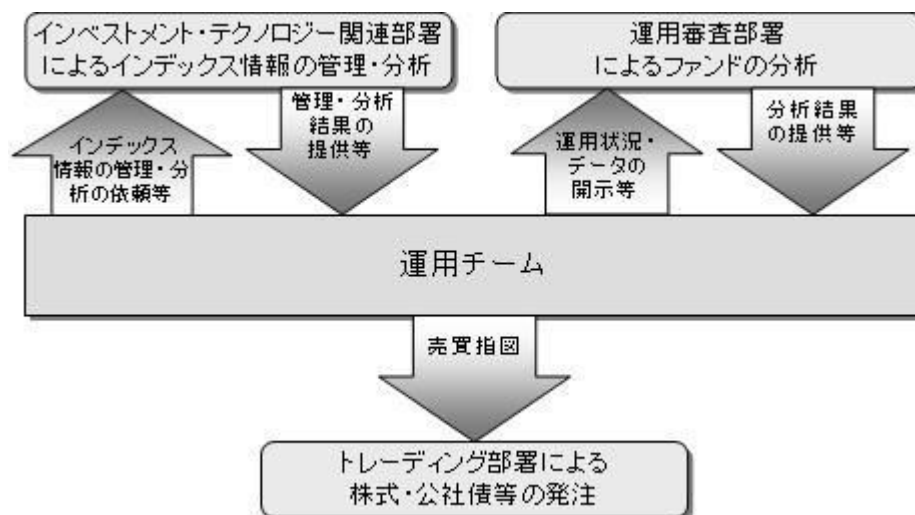 インベストメント・テクノロジー関連部署
によるインデックス情報の管理・分析
運用審査部署
によるファンドの分析
インデックス
情報の管理・分
析の依頼等
管理・分析
結果の
提供等
運用状況・
データの
開示等
分析結果
の提供等
運用チーム
売買指図
トレーディング部署による
株式・公社債等の発注